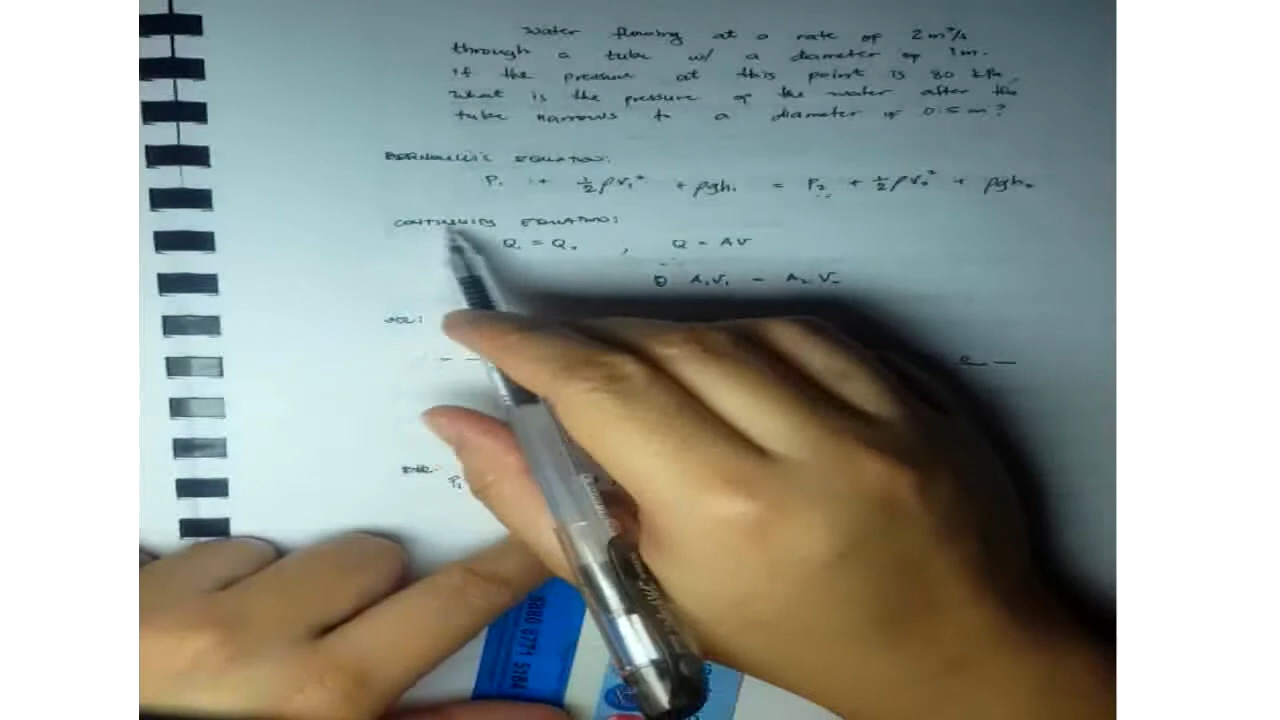 Water flowing at a rate of 2 m³/s
through a tube w/ a diameter of 1m.
If the pressure at this point is 80 kPa,
what is the pressure of the water after the
tube narrows to a diameter of 0.5 m?
BERNOULLI'S EQUATION:
P₁ + ½ρV₁² + ρgh₁ = P₂ + ½ρV₂² + ρgh₂
CONTINUITY EQUATION:
Q₁ = Q₂ , Q = AV
A₁V₁ = A₂V₂
SOL:
P₁